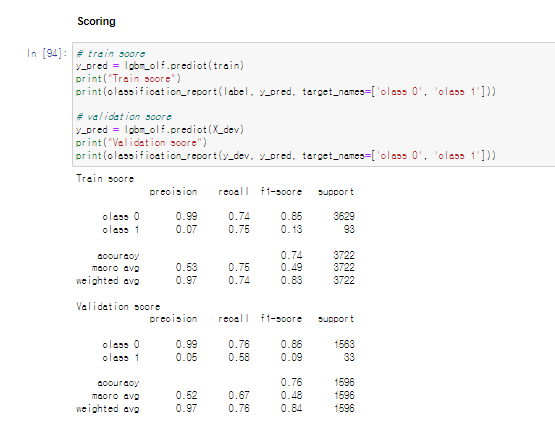 Scoring
In [94]: # train score
y_pred = lgbm_clf.predict(train)
print("Train score")
print(classification_report(label, y_pred, target_names=['class 0', 'class 1']))
# validation score
y_pred = lgbm_clf.predict(X_dev)
print("Validation score")
print(classification_report(y_dev, y_pred, target_names=['class 0', 'class 1']))
Train score
precision recall f1-score support
class 0 0.99 0.74 0.85 3629
class 1 0.07 0.75 0.13 93
accuracy 0.74 3722
macro avg 0.53 0.75 0.49 3722
weighted avg 0.97 0.74 0.83 3722
Validation score
precision recall f1-score support
class 0 0.99 0.76 0.86 1563
class 1 0.05 0.58 0.09 33
accuracy 0.76 1596
macro avg 0.52 0.67 0.48 1596
weighted avg 0.97 0.76 0.84 1596